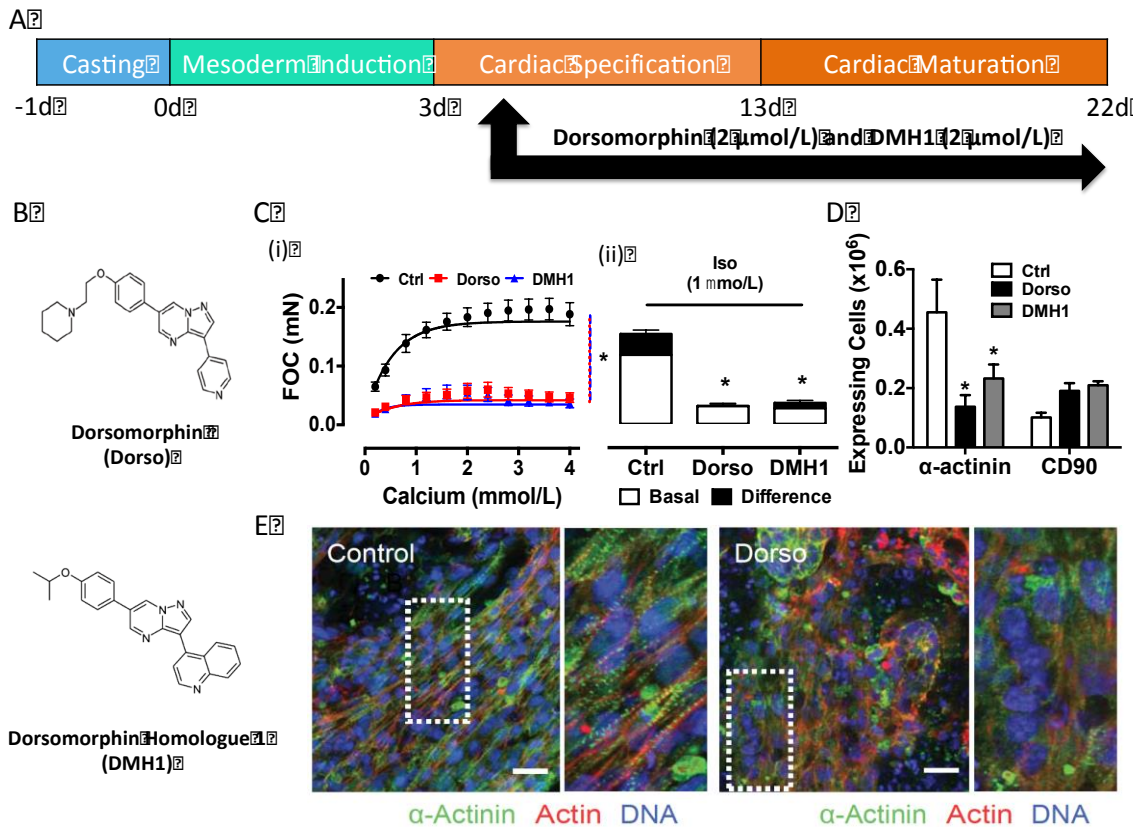 A
Casting Mesoderm Induction Cardiac Specification Cardiac Maturation
-1d 0d 3d 13d 22d
Dorsomorphin (2 µmol/L) and DMH1 (2 µmol/L)
B
O
N
N
N
N
N
Dorsomorphin
(Dorso)
O
N
N
N
N
Dorsomorphin Homologue 1
(DMH1)
C
(i)
Ctrl Dorso DMH1
FOC (mN)
0.2
0.1
0.0
0 1 2 3 4
Calcium (mmol/L)
*
(ii)
Iso
(1 mmo/L)
* *
Ctrl Dorso DMH1
Basal Difference
D
Expressing Cells (x10⁶)
0.6
0.4
0.2
0.0
Ctrl
Dorso
DMH1
* *
α-actinin CD90
E
Control Dorso
α-Actinin Actin DNA α-Actinin Actin DNA